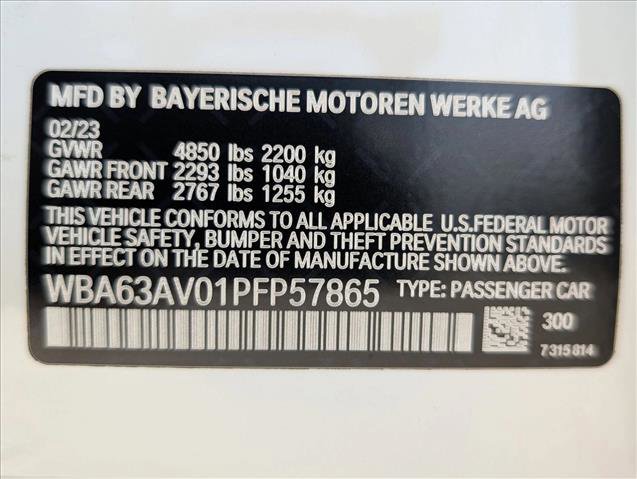 MFD BY BAYERISCHE MOTOREN WERKE AG
02/23
GVWR 4850 lbs 2200 kg
GAWR FRONT 2293 lbs 1040 kg
GAWR REAR 2767 lbs 1255 kg
THIS VEHICLE CONFORMS TO ALL APPLICABLE U.S.FEDERAL MOTOR
VEHICLE SAFETY, BUMPER AND THEFT PREVENTION STANDARDS
IN EFFECT ON THE DATE OF MANUFACTURE SHOWN ABOVE.
WBA63AV01PFP57865 TYPE: PASSENGER CAR
300
7315814